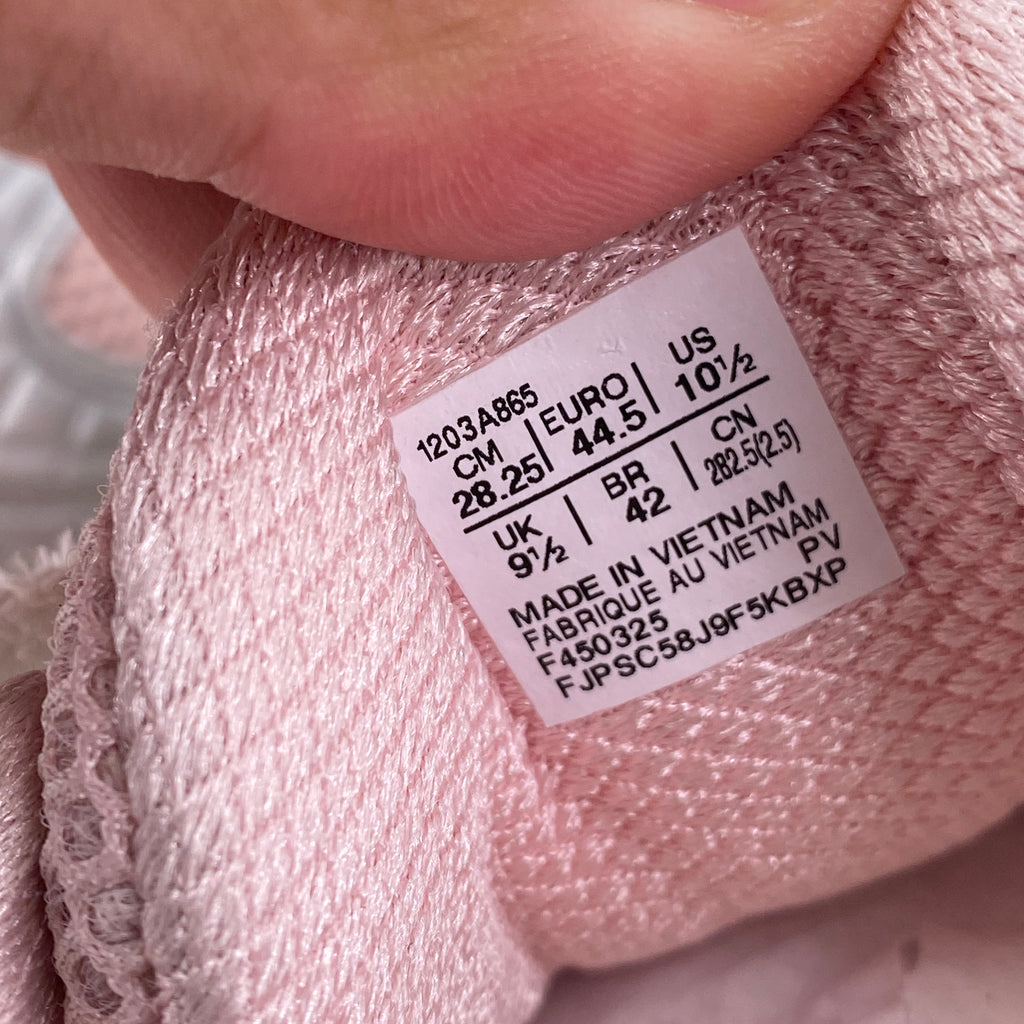 1203A865
CM | EURO | US
28.25 44.5 10½
UK | BR | CN
9½ 42 282.5(2.5)
MADE IN VIETNAM
FABRIQUE AU VIETNAM
F450325 PV
FJPSC58J9F5KBXP